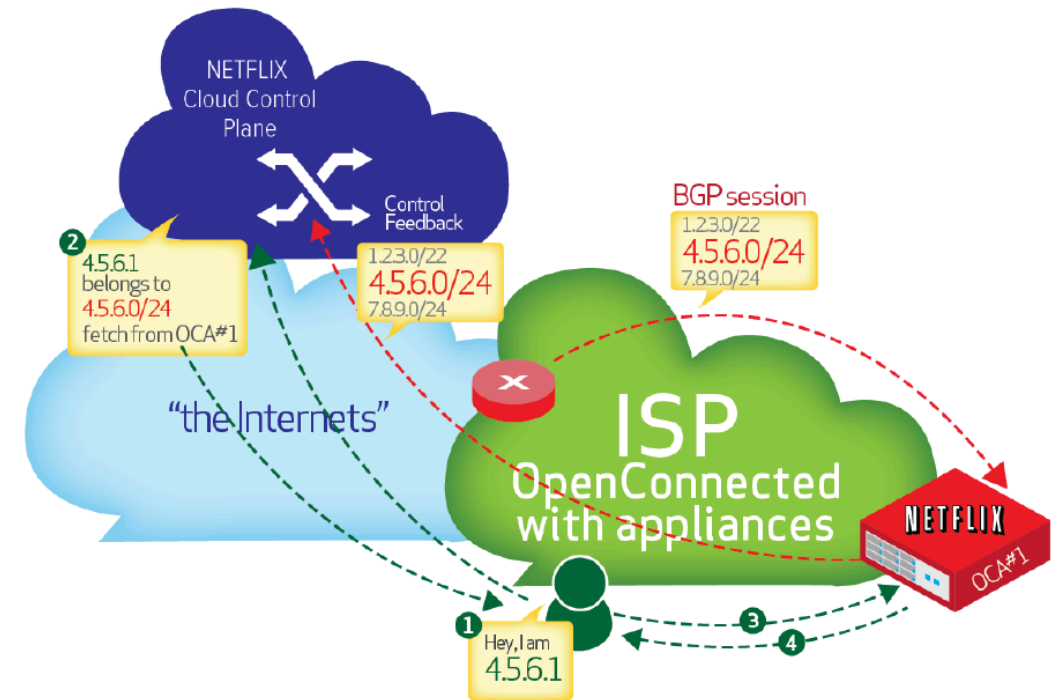 NETFLIX
Cloud Control
Plane
Control
Feedback
BGP session
1.2.3.0/22
4.5.6.0/24
7.8.9.0/24
2
4.5.6.1
belongs to
4.5.6.0/24
fetch from OCA#1
1.2.3.0/22
4.5.6.0/24
7.8.9.0/24
X
"the Internets"
ISP
OpenConnected
with appliances
NETFLIX
OCA#1
1
Hey, I am
4.5.6.1
3
4